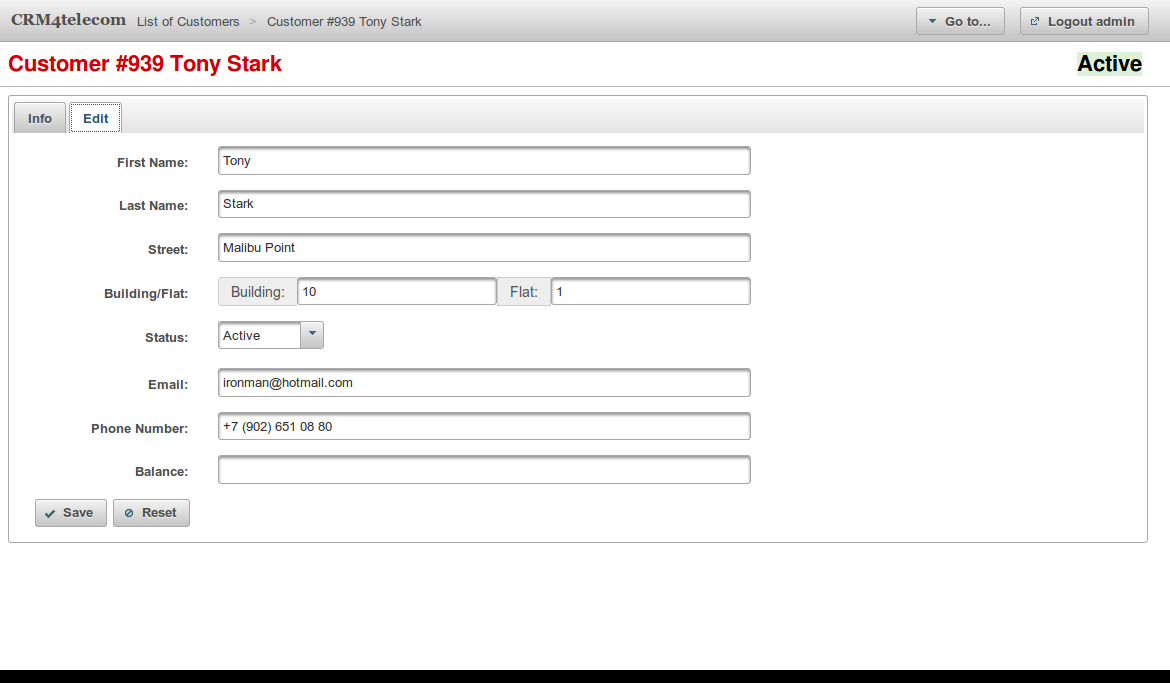 CRM4telecom List of Customers > Customer #939 Tony Stark Go to... Logout admin
Customer #939 Tony Stark Active
Info Edit
First Name: Tony
Last Name: Stark
Street: Malibu Point
Building/Flat: Building: 10 Flat: 1
Status: Active
Email: ironman@hotmail.com
Phone Number: +7 (902) 651 08 80
Balance:
Save Reset